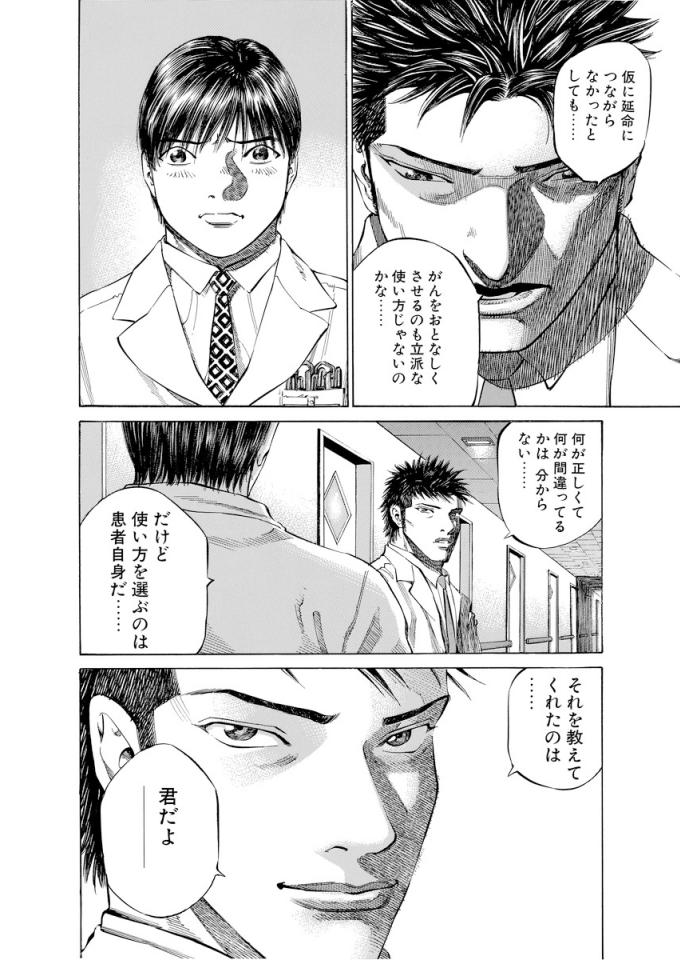 仮に延命に
つながら
なかったと
しても……
がんをおとなしく
させるのも立派な
使い方じゃないの
かな……
何が正しくて
何が間違ってる
かは 分から
ない……
だけど
使い方を選ぶのは
患者自身だ……
それを教えて
くれたのは
……
君だよ
──